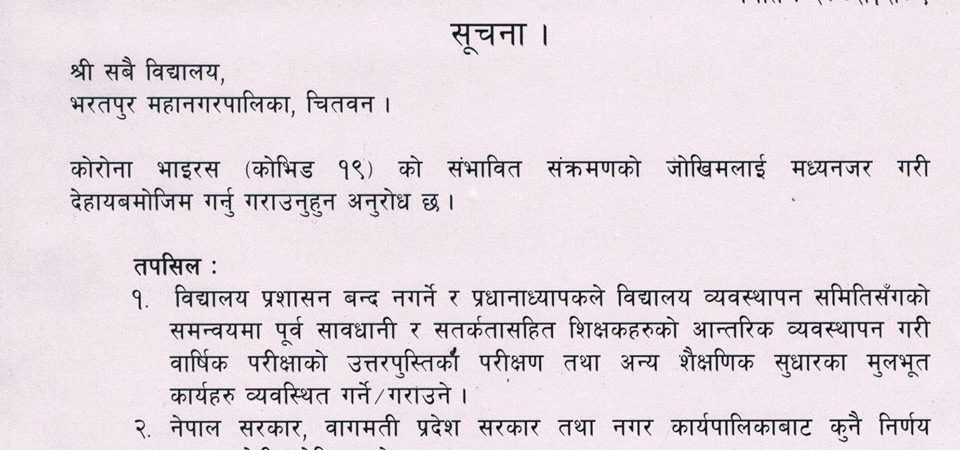 सूचना ।
श्री सबै विद्यालय,
भरतपुर महानगरपालिका, चितवन ।
कोरोना भाइरस (कोभिड १९) को संभावित संक्रमणको जोखिमलाई मध्यनजर गरी
देहायबमोजिम गर्नु गराउनुहुन अनुरोध छ ।
तपसिल :
१. विद्यालय प्रशासन बन्द नगर्ने र प्रधानाध्यापकले विद्यालय व्यवस्थापन समितिसँगको
समन्वयमा पूर्व सावधानी र सतर्कतासहित शिक्षकहरुको आन्तरिक व्यवस्थापन गरी
वार्षिक परीक्षाको उत्तरपुस्तिका परीक्षण तथा अन्य शैक्षणिक सुधारका मुलभूत
कार्यहरु व्यवस्थित गर्ने/गराउने ।
२. नेपाल सरकार, वागमती प्रदेश सरकार तथा नगर कार्यपालिकाबाट कुनै निर्णय